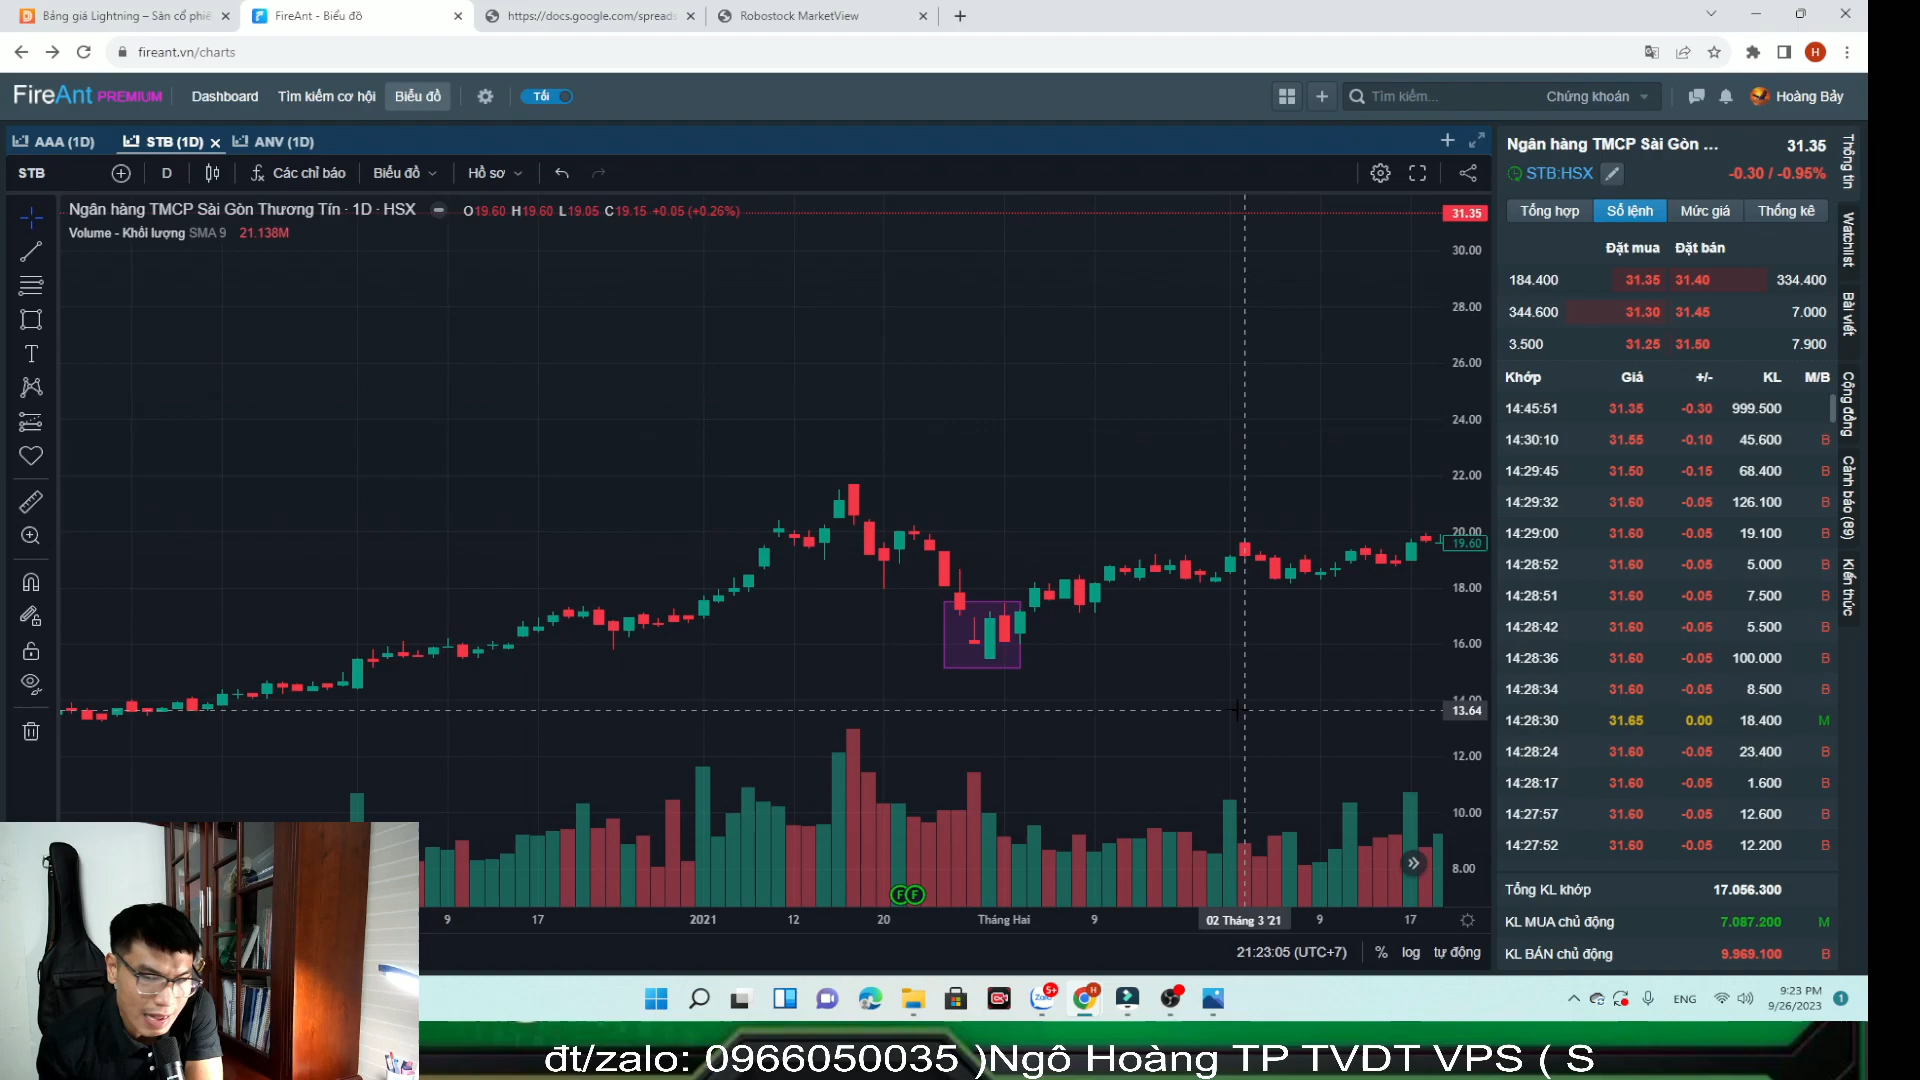 Bảng giá Lightning – Sàn cổ phiế
FireAnt - Biểu đồ
https://docs.google.com/spreads
Robostock MarketView
fireant.vn/charts
H
FireAnt PREMIUM
Dashboard
Tìm kiếm cơ hội
Biểu đồ
Tối
Tìm kiếm...
Chứng khoán
Hoàng Bảy
AAA (1D)
STB (1D)
ANV (1D)
STB
D
Các chỉ báo
Biểu đồ
Hồ sơ
Ngân hàng TMCP Sài Gòn Thương Tín · 1D · HSX
O19.60 H19.60 L19.05 C19.15 +0.05 (+0.26%)
Volume - Khối lượng SMA 9 21.138M
31.35
30.00
28.00
26.00
24.00
22.00
20.00
19.60
18.00
16.00
14.00
13.64
12.00
10.00
8.00
F F
9
17
2021
12
20
Tháng Hai
9
02 Tháng 3 '21
9
17
21:23:05 (UTC+7)
%
log
tự động
Ngân hàng TMCP Sài Gòn ...
31.35
STB:HSX
-0.30 / -0.95%
Tổng hợp
Sổ lệnh
Mức giá
Thống kê
Đặt mua Đặt bán
184.400 31.35 31.40 334.400
344.600 31.30 31.45 7.000
3.500 31.25 31.50 7.900
Khớp Giá +/- KL M/B
14:45:51 31.35 -0.30 999.500
14:30:10 31.55 -0.10 45.600 B
14:29:45 31.50 -0.15 68.400 B
14:29:32 31.60 -0.05 126.100 B
14:29:00 31.60 -0.05 19.100 B
14:28:52 31.60 -0.05 5.000 B
14:28:51 31.60 -0.05 7.500 B
14:28:42 31.60 -0.05 5.500 B
14:28:36 31.60 -0.05 100.000 B
14:28:34 31.60 -0.05 8.500 B
14:28:30 31.65 0.00 18.400 M
14:28:24 31.60 -0.05 23.400 B
14:28:17 31.60 -0.05 1.600 B
14:27:57 31.60 -0.05 12.600 B
14:27:52 31.60 -0.05 12.200 B
Tổng KL khớp 17.056.300
KL MUA chủ động 7.087.200 M
KL BÁN chủ động 9.969.100 B
Thông tin
Watchlist
Bài viết
Cộng đồng
Cảnh báo (89)
Kiến thức
Zalo
5+
H
ENG
9:23 PM
9/26/2023
1
đt/zalo: 0966050035 )Ngô Hoàng TP TVDT VPS ( S